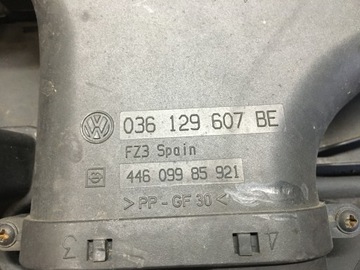 036 129 607 BE
FZ3 Spain
446 099 85 921
> PP - GF 30 <